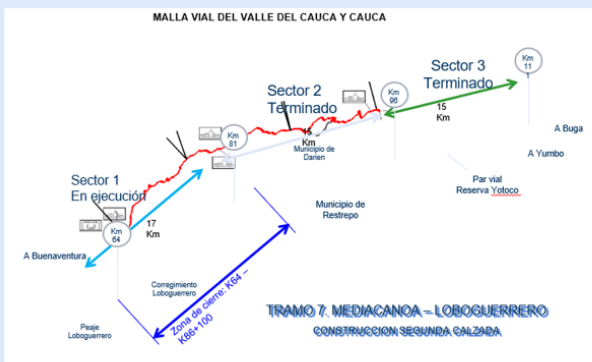 MALLA VIAL DEL VALLE DEL CAUCA Y CAUCA
Km
11
Sector 3
Terminado
Km
96
Sector 2
Terminado
15
Km
A Buga
Km
81
15
Km
Municipio de
Darien
A Yumbo
Par vial
Reserva Yotoco
Sector 1
En ejecución
Municipio de
Restrepo
Km
64
17
Km
A Buenaventura
Corregimiento
Loboguerrero
Zona de cierre: K64 –
K86+100
Peaje
Loboguerrero
TRAMO 7: MEDIACANOA – LOBOGUERRERO
CONSTRUCCION SEGUNDA CALZADA